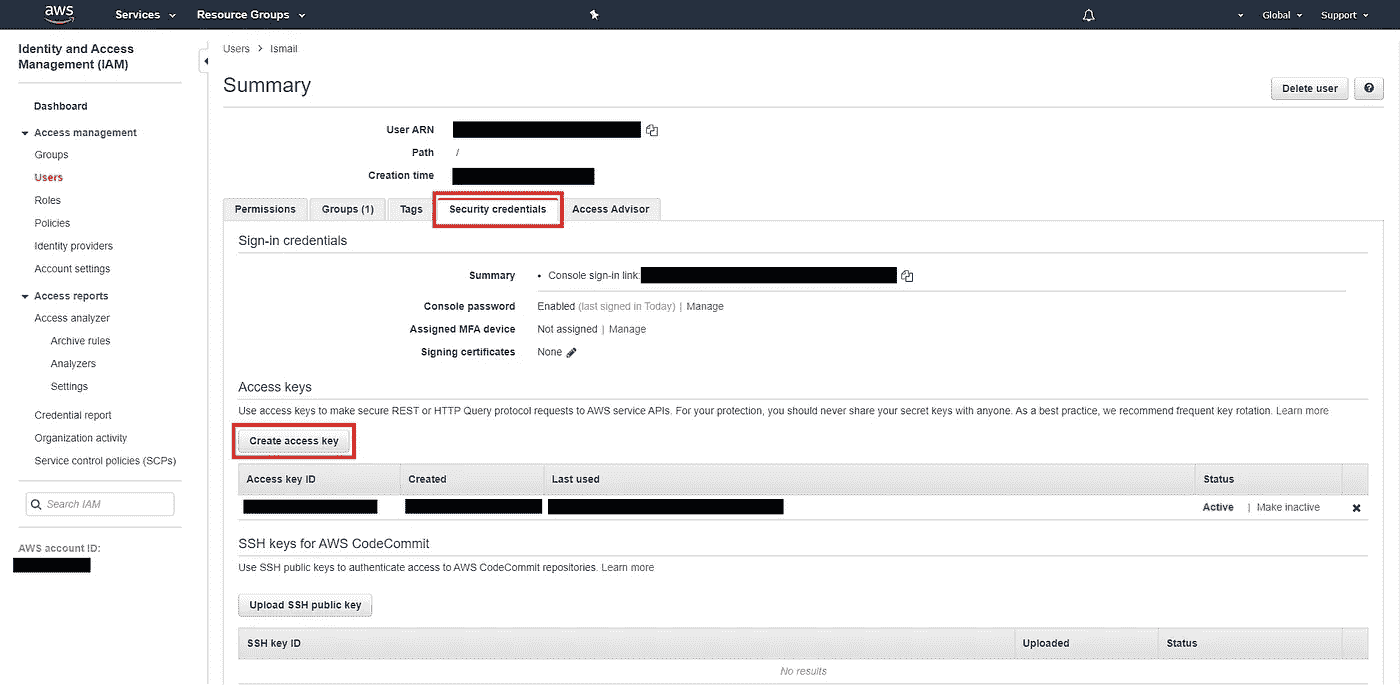 aws Services Resource Groups Global Support
Identity and Access
Management (IAM)
Dashboard
Access management
Groups
Users
Roles
Policies
Identity providers
Account settings
Access reports
Access analyzer
Archive rules
Analyzers
Settings
Credential report
Organization activity
Service control policies (SCPs)
Search IAM
AWS account ID:
Users > Ismail
Summary
Delete user
User ARN
Path /
Creation time
Permissions Groups (1) Tags Security credentials Access Advisor
Sign-in credentials
Summary • Console sign-in link:
Console password Enabled (last signed in Today) | Manage
Assigned MFA device Not assigned | Manage
Signing certificates None
Access keys
Use access keys to make secure REST or HTTP Query protocol requests to AWS service APIs. For your protection, you should never share your secret keys with anyone. As a best practice, we recommend frequent key rotation. Learn more
Create access key
Access key ID Created Last used Status
Active | Make inactive
SSH keys for AWS CodeCommit
Use SSH public keys to authenticate access to AWS CodeCommit repositories. Learn more
Upload SSH public key
SSH key ID Uploaded Status
No results